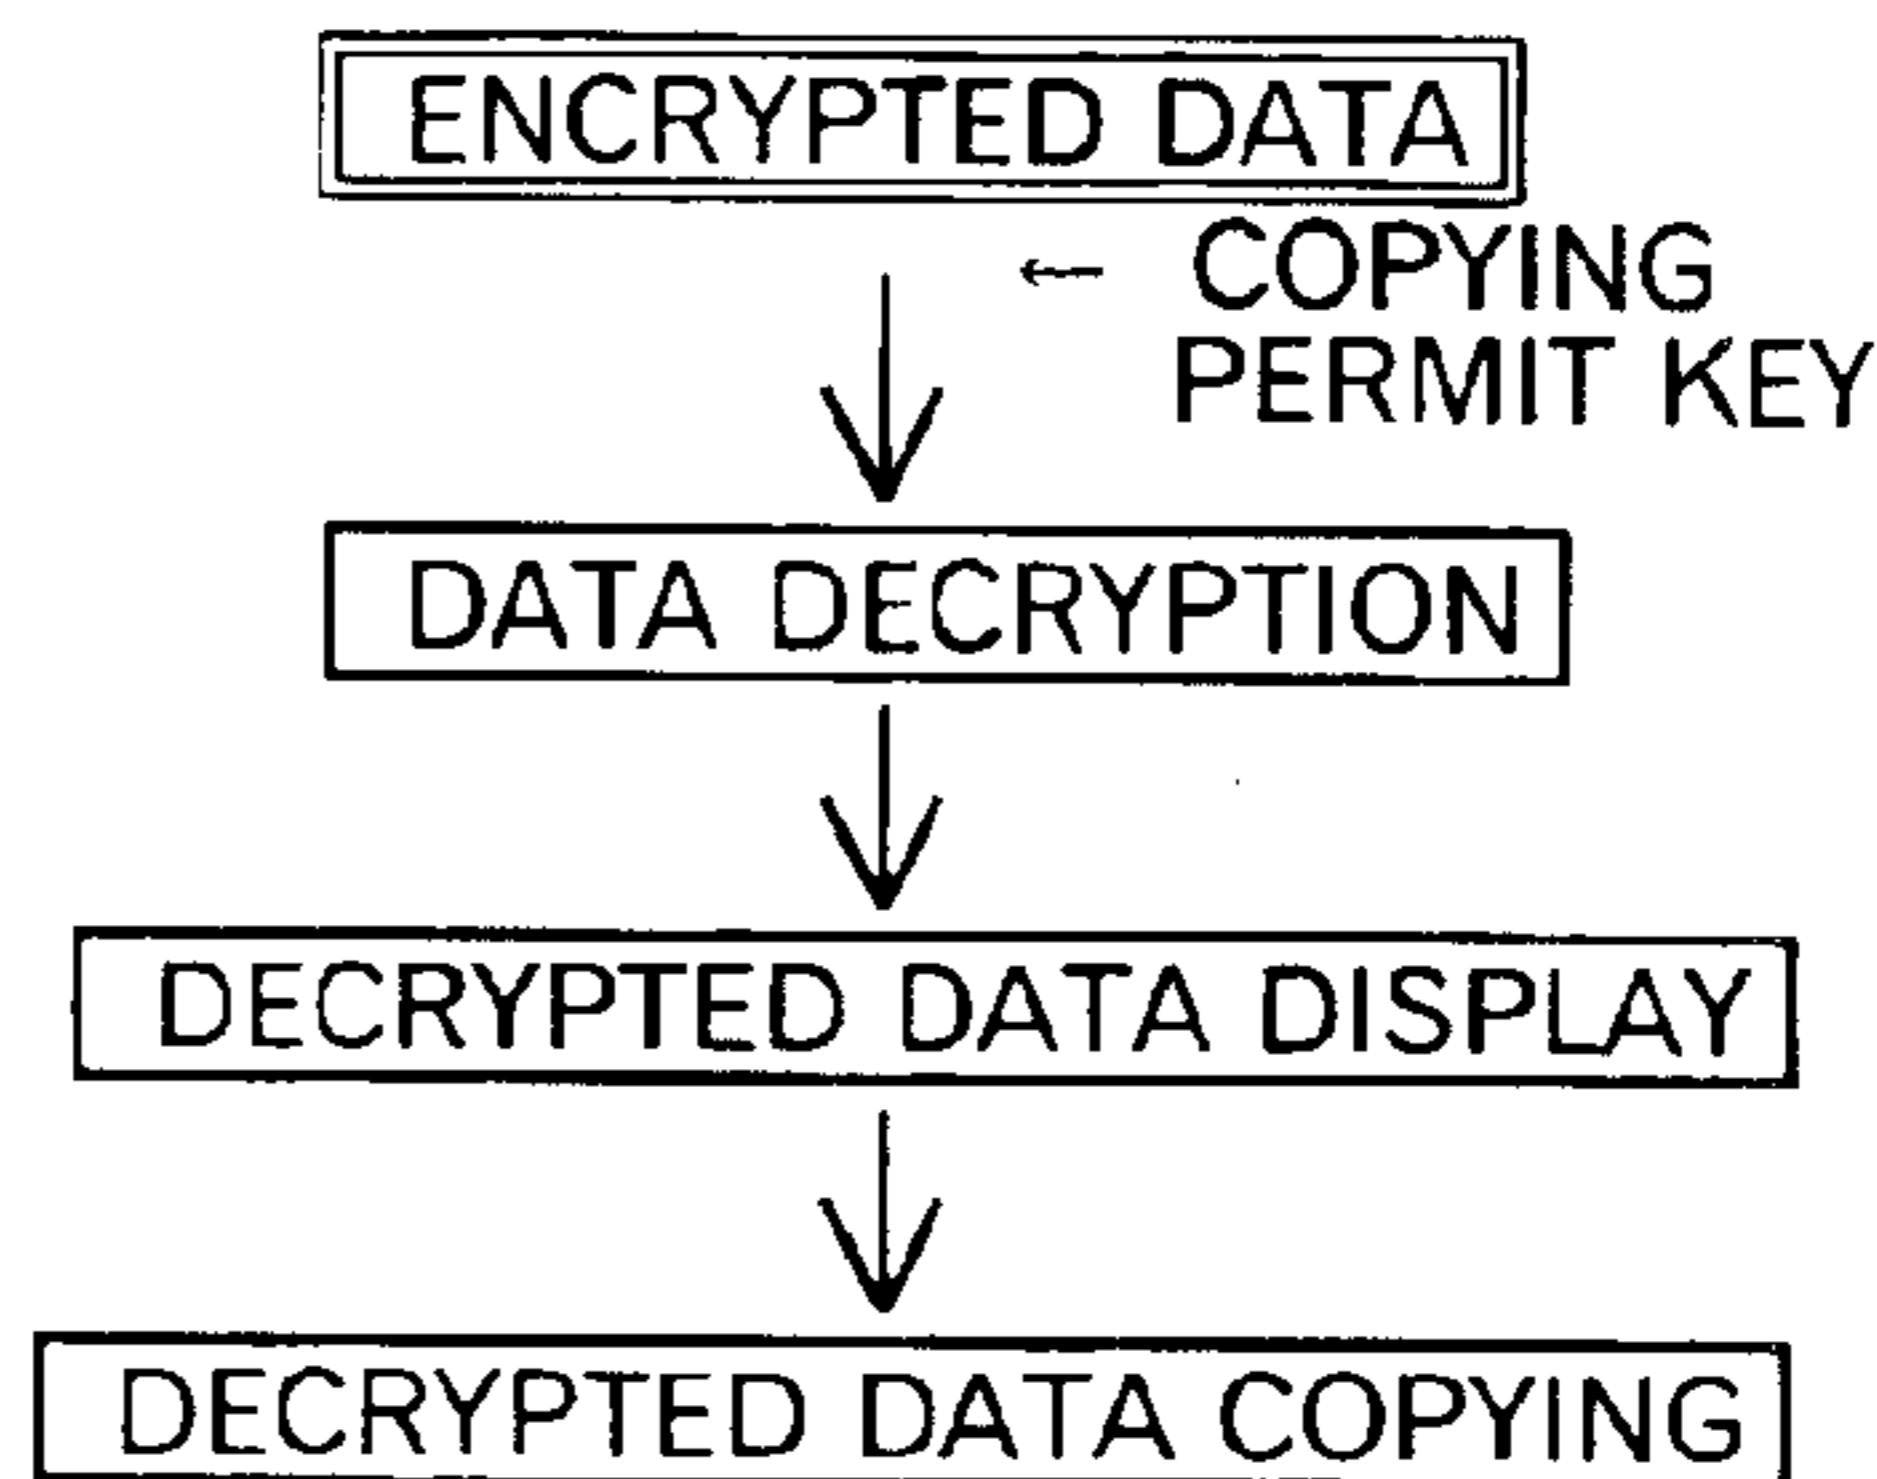 ENCRYPTED DATA
COPYING
PERMIT KEY
DATA DECRYPTION
DECRYPTED DATA DISPLAY
DECRYPTED DATA COPYING